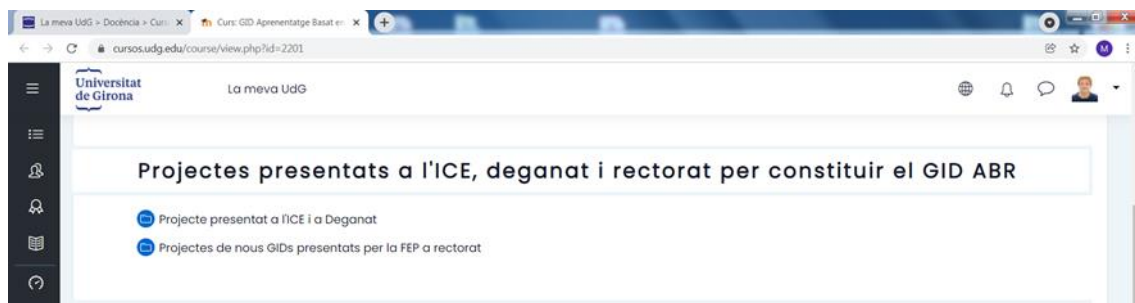 La meva UdG > Docència > Curs:
Curs: GID Aprenentatge Basat en
cursos.udg.edu/course/view.php?id=2201
M
Universitat
de Girona
La meva UdG
Projectes presentats a l'ICE, deganat i rectorat per constituir el GID ABR
Projecte presentat a l'ICE i a Deganat
Projectes de nous GIDs presentats per la FEP a rectorat